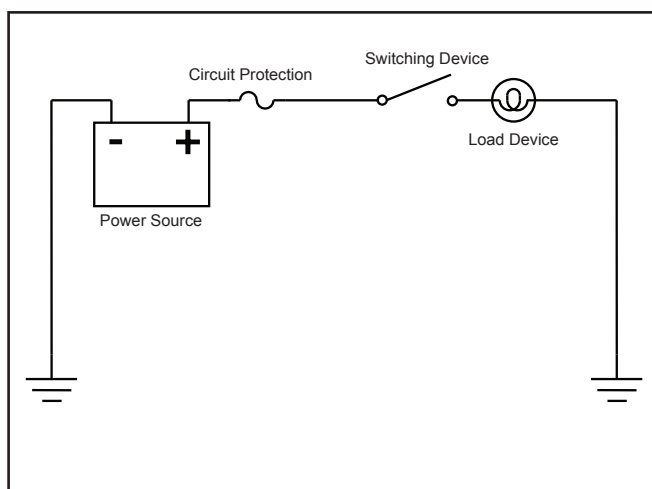 Switching Device
Circuit Protection
Load Device
- +
Power Source